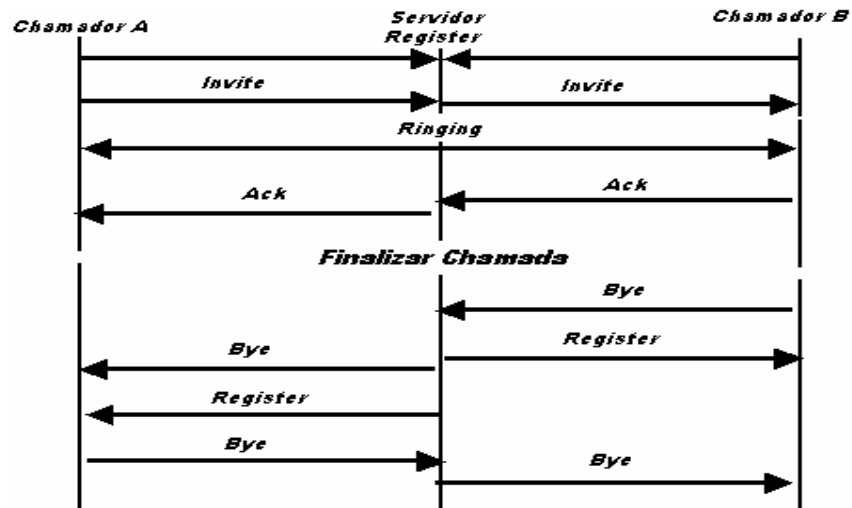 Chamador A
Servidor
Register
Chamador B
Invite
Invite
Ringing
Ack
Ack
Finalizar Chamada
Bye
Register
Bye
Register
Bye
Bye